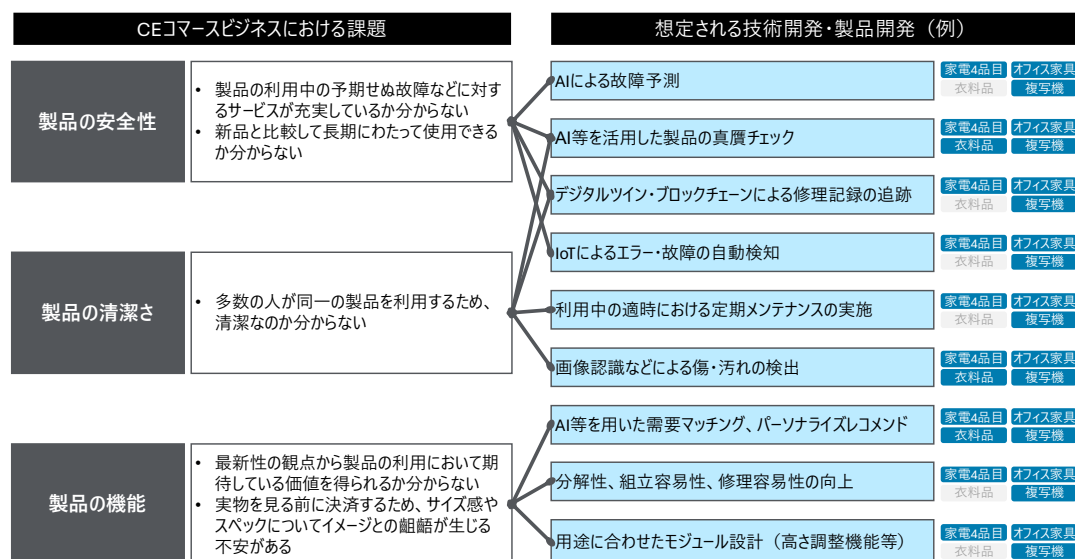 CEコマースビジネスにおける課題
想定される技術開発・製品開発（例）
製品の安全性
• 製品の利用中の予期せぬ故障などに対す
るサービスが充実しているか分からない
• 新品と比較して長期にわたって使用できる
か分からない
製品の清潔さ
• 多数の人が同一の製品を利用するため、
清潔なのか分からない
製品の機能
• 最新性の観点から製品の利用において期
待している価値を得られるか分からない
• 実物を見る前に決済するため、サイズ感や
スペックについてイメージとの齟齬が生じる
不安がある
AIによる故障予測
家電4品目 オフィス家具
衣料品 複写機
AI等を活用した製品の真贋チェック
家電4品目 オフィス家具
衣料品 複写機
デジタルツイン・ブロックチェーンによる修理記録の追跡
家電4品目 オフィス家具
衣料品 複写機
IoTによるエラー・故障の自動検知
家電4品目 オフィス家具
衣料品 複写機
利用中の適時における定期メンテナンスの実施
家電4品目 オフィス家具
衣料品 複写機
画像認識などによる傷・汚れの検出
家電4品目 オフィス家具
衣料品 複写機
AI等を用いた需要マッチング、パーソナライズレコメンド
家電4品目 オフィス家具
衣料品 複写機
分解性、組立容易性、修理容易性の向上
家電4品目 オフィス家具
衣料品 複写機
用途に合わせたモジュール設計（高さ調整機能等）
家電4品目 オフィス家具
衣料品 複写機